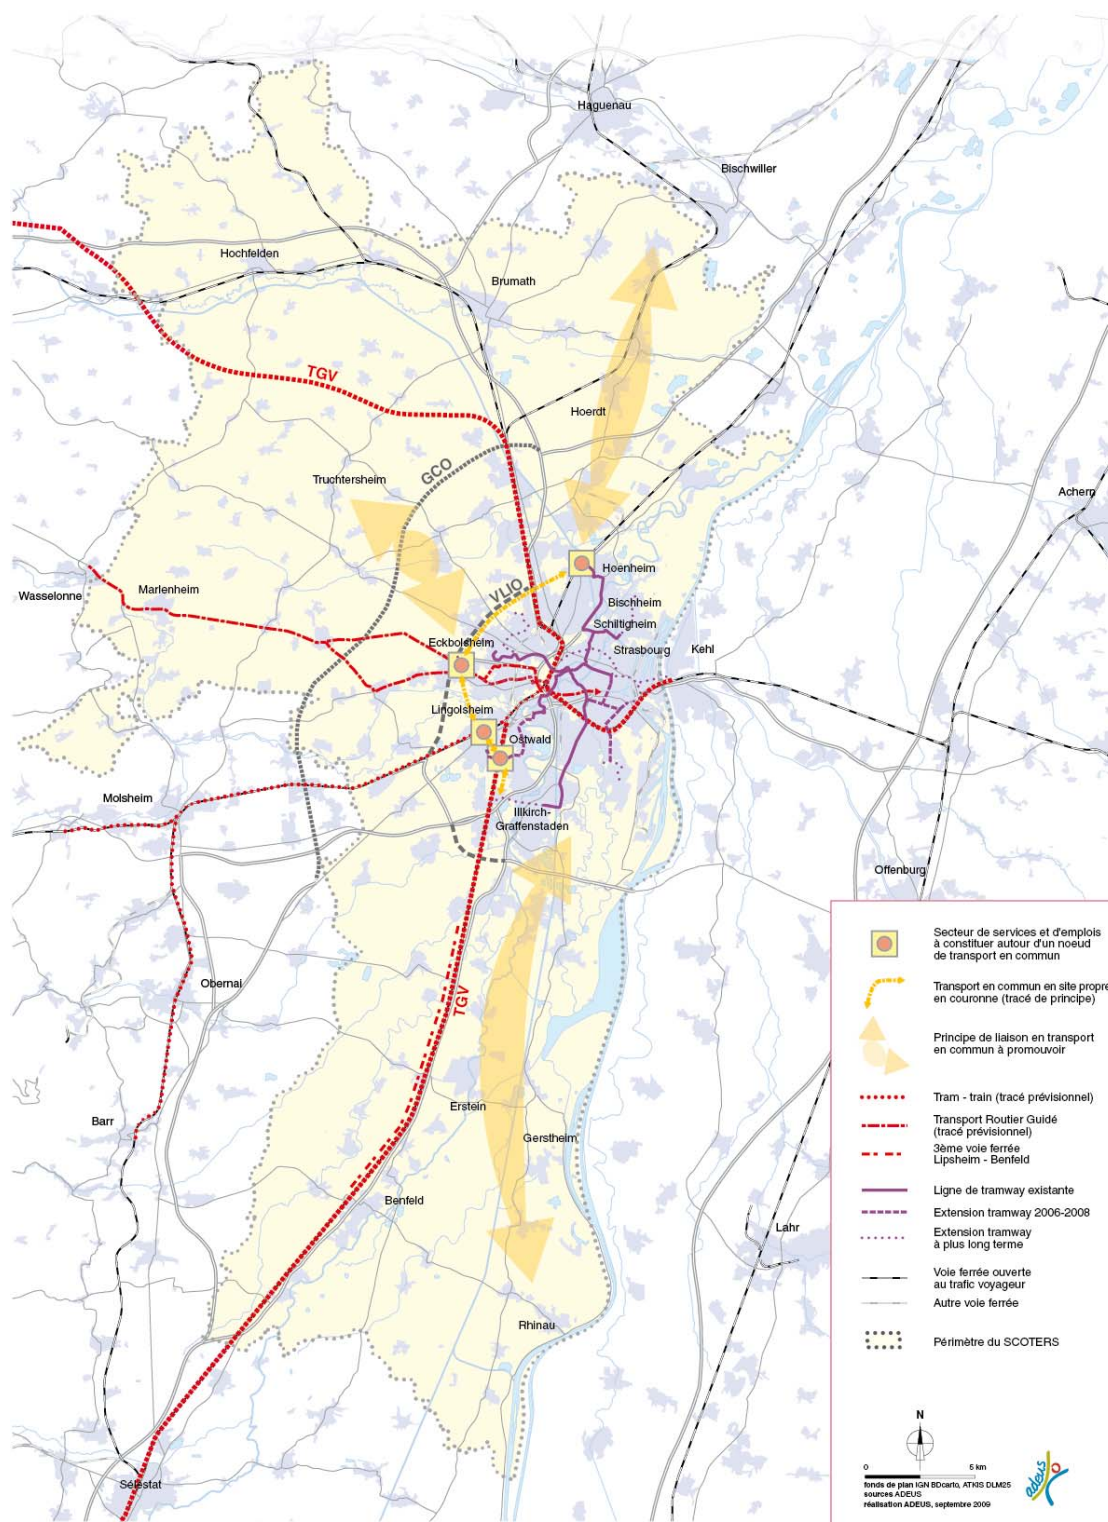 Haguenau
Bischwiller
Hochfelden
Brumath
TGV
Hoerdt
GCO
Truchtersheim
Achern
Hoenheim
VLIO
Wasselonne
Marlenheim
Bischheim
Schiltigheim
Eckbolsheim
Strasbourg
Kehl
Lingolsheim
Ostwald
Molsheim
Illkirch-
Graffenstaden
Offenburg
Obernai
TGV
Barr
Erstein
Gerstheim
Benfeld
Lahr
Rhinau
Sélestat
Secteur de services et d'emplois
à constituer autour d'un noeud
de transport en commun
Transport en commun en site propre
en couronne (tracé de principe)
Principe de liaison en transport
en commun à promouvoir
Tram - train (tracé prévisionnel)
Transport Routier Guidé
(tracé prévisionnel)
3ème voie ferrée
Lipsheim - Benfeld
Ligne de tramway existante
Extension tramway 2006-2008
Extension tramway
à plus long terme
Voie ferrée ouverte
au trafic voyageur
Autre voie ferrée
Périmètre du SCOTERS
N
0 5 km
fonds de plan IGN BDcarto, ATKIS DLM25
sources ADEUS
réalisation ADEUS, septembre 2009
adeus